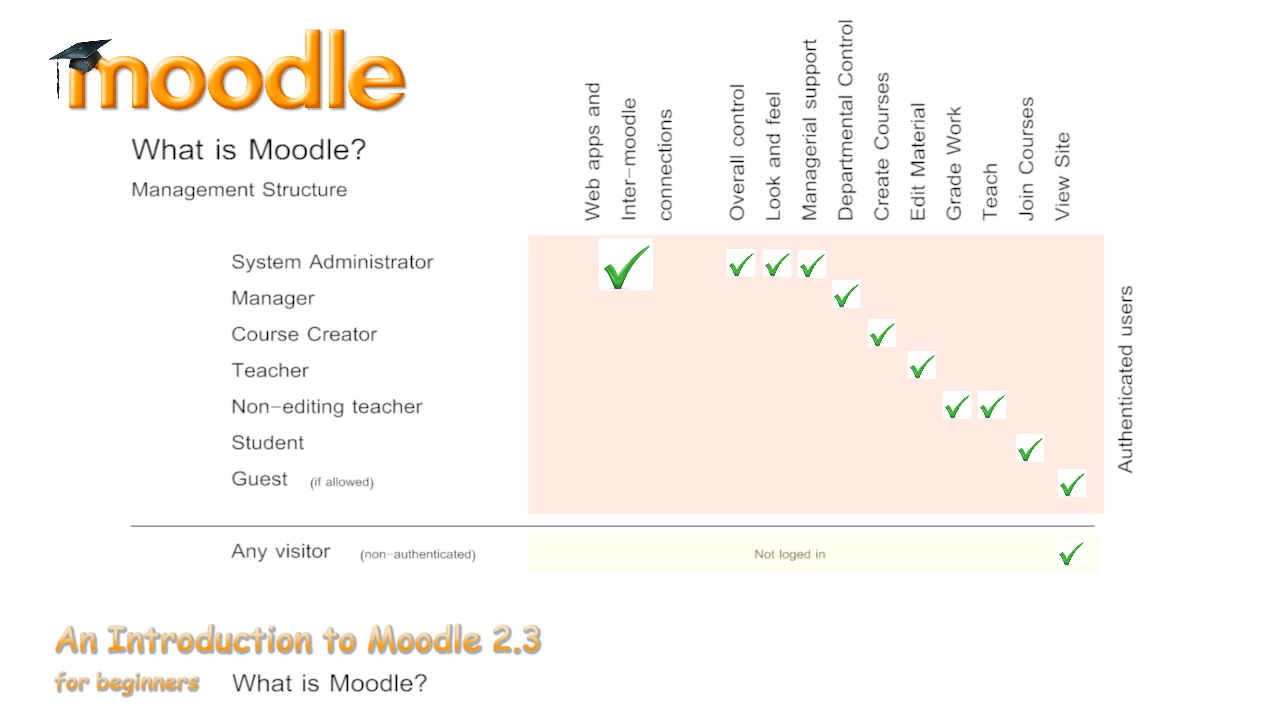 moodle
What is Moodle?
Management Structure
Web apps and
Inter-moodle
connections
Overall control
Look and feel
Managerial support
Departmental Control
Create Courses
Edit Material
Grade Work
Teach
Join Courses
View Site
System Administrator
Manager
Course Creator
Teacher
Non-editing teacher
Student
Guest (if allowed)
Authenticated users
Any visitor (non-authenticated)
Not loged in
An Introduction to Moodle 2.3
for beginners What is Moodle?